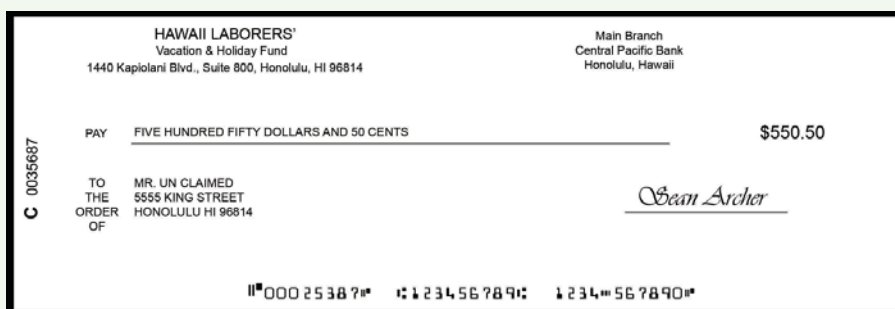 HAWAII LABORERS'
Vacation & Holiday Fund
1440 Kapiolani Blvd., Suite 800, Honolulu, HI 96814
Main Branch
Central Pacific Bank
Honolulu, Hawaii
C 0035687
PAY FIVE HUNDRED FIFTY DOLLARS AND 50 CENTS $550.50
TO THE ORDER OF
MR. UN CLAIMED
5555 KING STREET
HONOLULU HI 96814
Sean Archer
⑈00025387⑈ ⑆123456789⑆ 1234⑉567890⑈